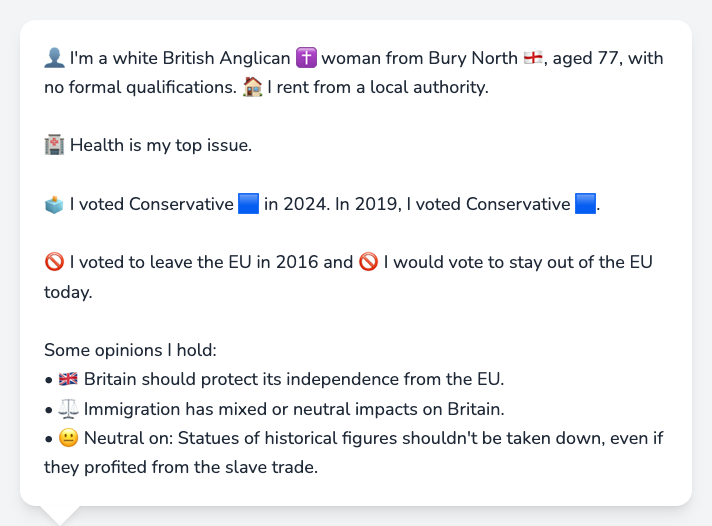 👤 I'm a white British Anglican ✝️ woman from Bury North 🏴󠁧󠁢󠁥󠁮󠁧󠁿, aged 77, with
no formal qualifications. 🏠 I rent from a local authority.
🏥 Health is my top issue.
🗳️ I voted Conservative 🟦 in 2024. In 2019, I voted Conservative 🟦.
🚫 I voted to leave the EU in 2016 and 🚫 I would vote to stay out of the EU
today.
Some opinions I hold:
• 🇬🇧 Britain should protect its independence from the EU.
• ⚖️ Immigration has mixed or neutral impacts on Britain.
• 😐 Neutral on: Statues of historical figures shouldn't be taken down, even if
they profited from the slave trade.